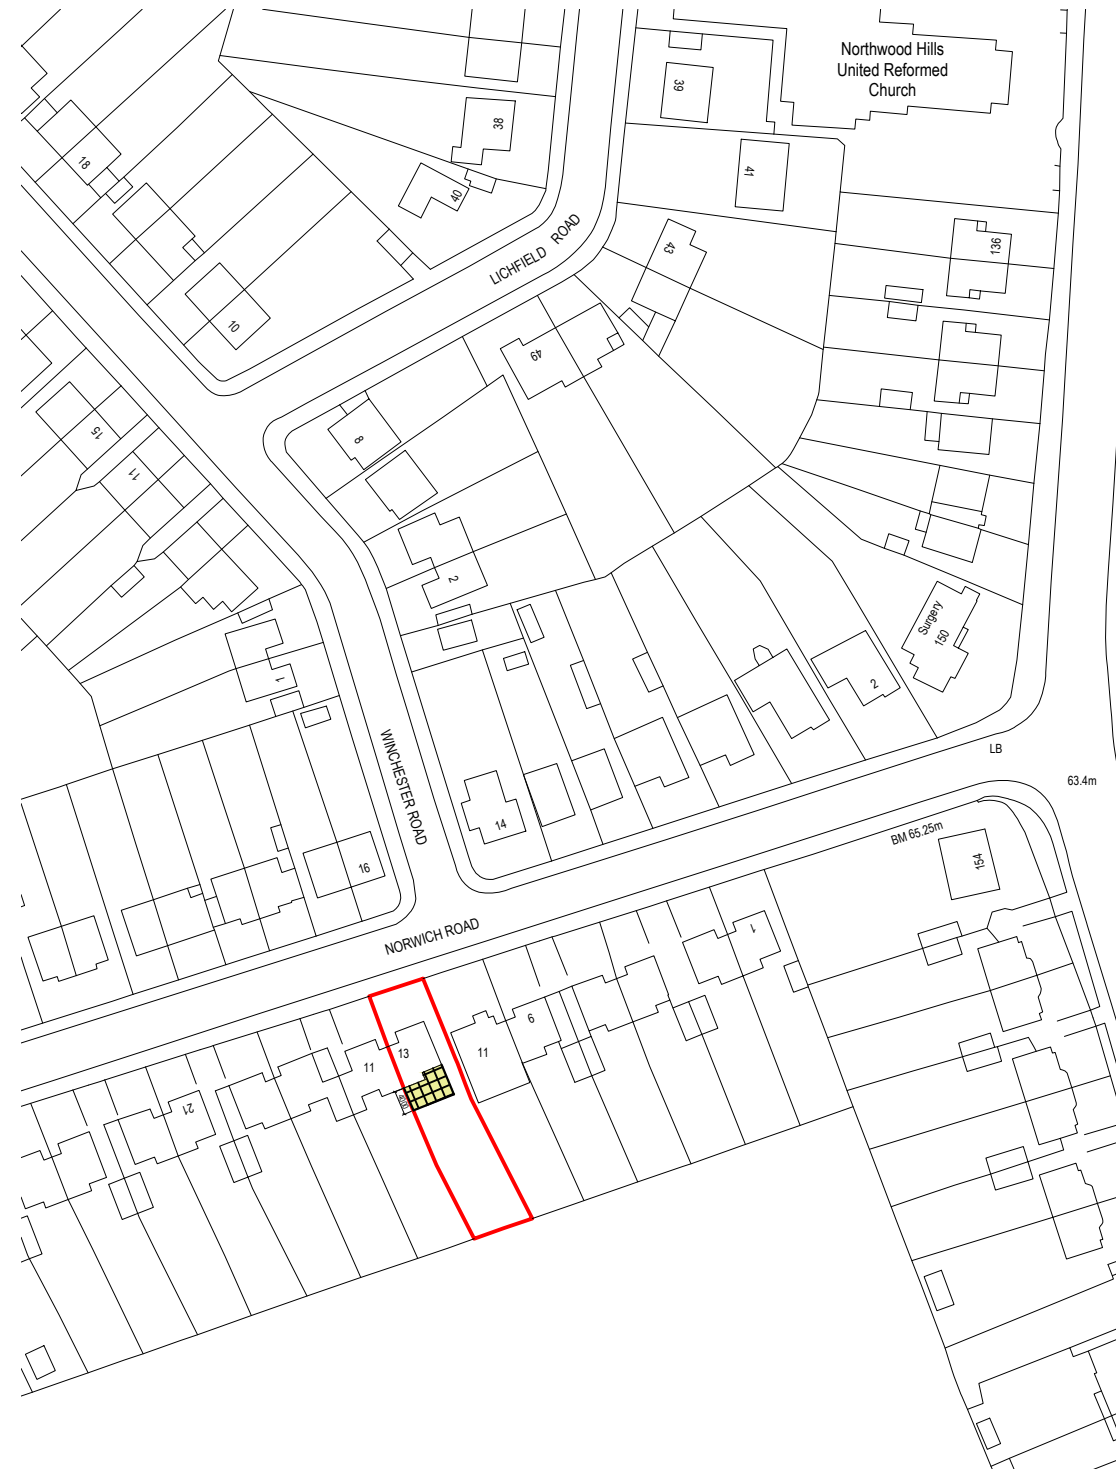 Northwood Hills
United Reformed
Church
39
38
18
41
40
LICHFIELD ROAD
43
136
10
49
15
8
11
2
Surgery
150
1
2
WINCHESTER ROAD
LB
63.4m
14
BM 65.25m
154
16
NORWICH ROAD
1
6
13
11
11
4000
21